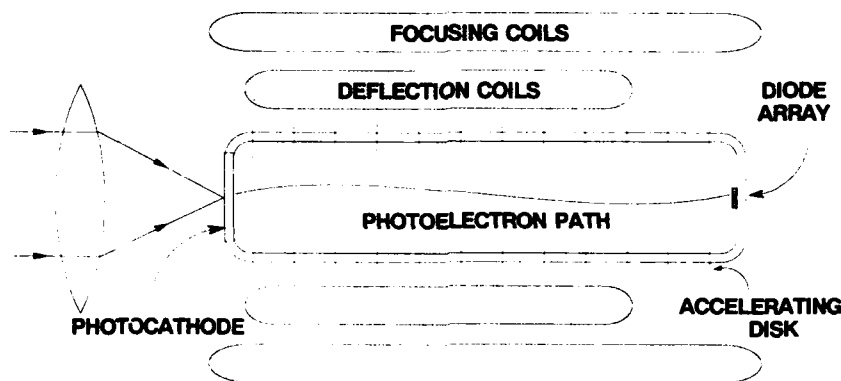 FOCUSING COILS
DEFLECTION COILS
DIODE
ARRAY
PHOTOELECTRON PATH
PHOTOCATHODE
ACCELERATING
DISK